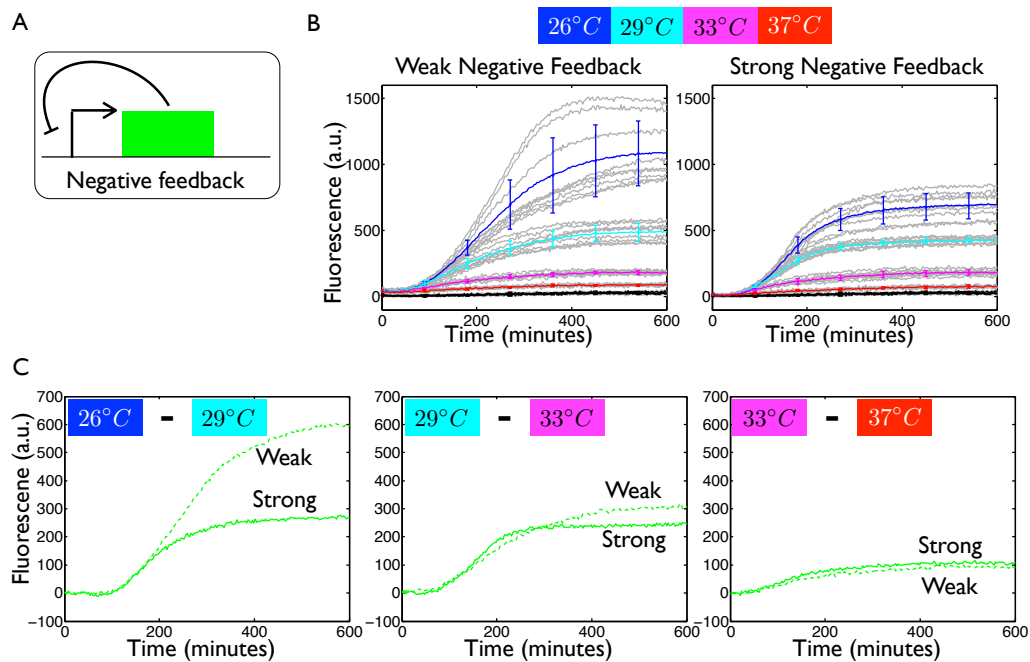 A
Negative feedback
B
26°C 29°C 33°C 37°C
Weak Negative Feedback
Strong Negative Feedback
Fluorescence (a.u.)
1500
1000
500
0
0 200 400 600
Time (minutes)
1500
1000
500
0
0 200 400 600
Time (minutes)
C
Fluorescene (a.u.)
700
600
500
400
300
200
100
0
−100
26°C - 29°C
Weak
Strong
0 200 400 600
Time (minutes)
700
600
500
400
300
200
100
0
−100
29°C - 33°C
Weak
Strong
0 200 400 600
Time (minutes)
700
600
500
400
300
200
100
0
−100
33°C - 37°C
Strong
Weak
0 200 400 600
Time (minutes)